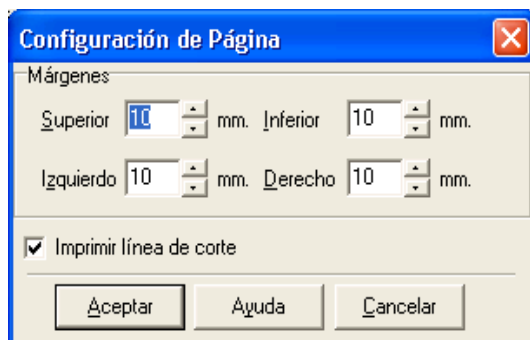 Configuración de Página
Márgenes
Superior 10 mm. Inferior 10 mm.
Izquierdo 10 mm. Derecho 10 mm.
Imprimir línea de corte
Aceptar Ayuda Cancelar